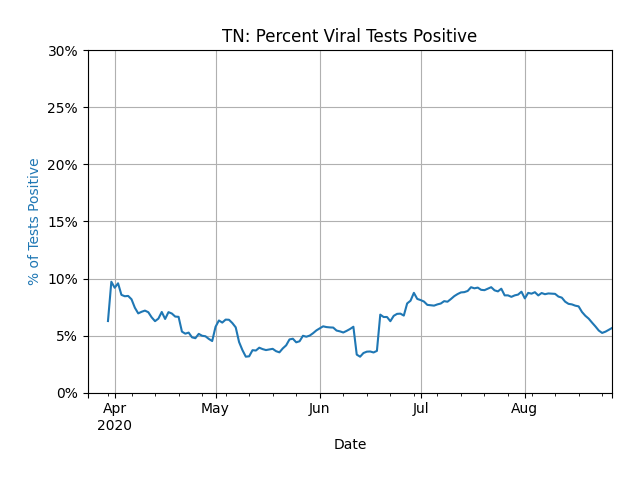 TN: Percent Viral Tests Positive
30%
25%
20%
15%
10%
5%
0%
% of Tests Positive
Apr May Jun Jul Aug
2020
Date